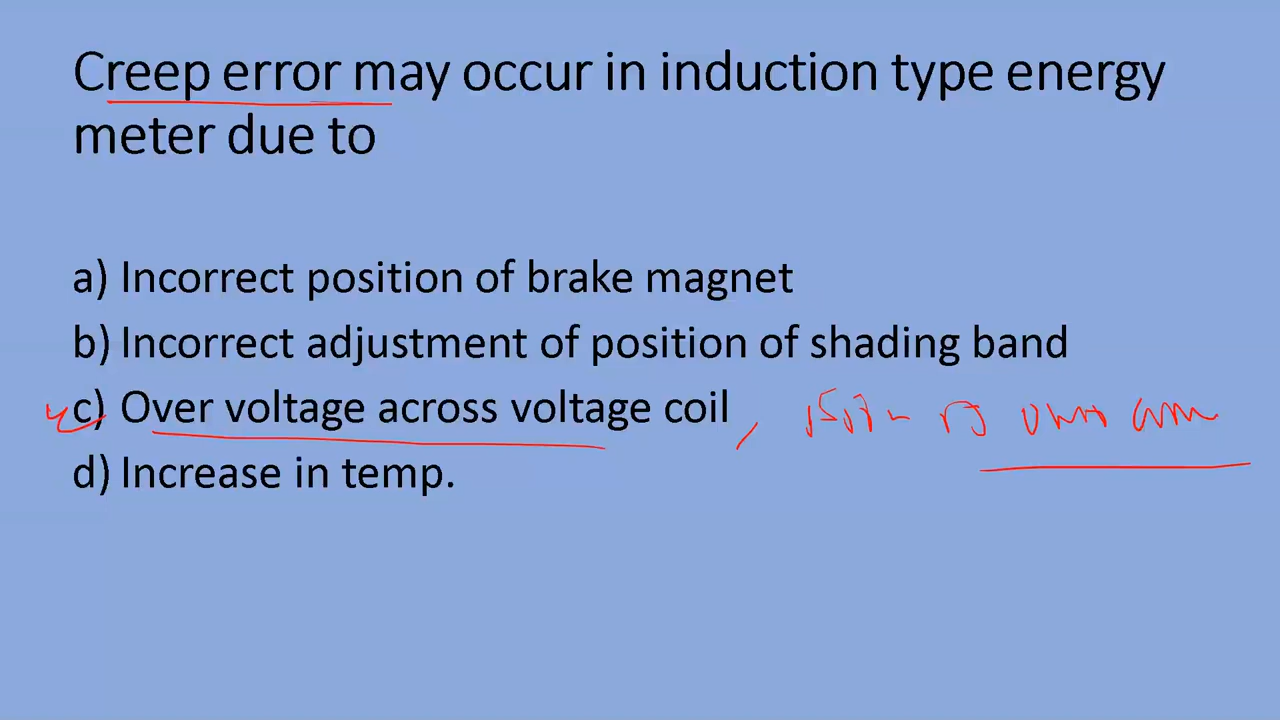 Creep error may occur in induction type energy
meter due to
a) Incorrect position of brake magnet
b) Incorrect adjustment of position of shading band
c) Over voltage across voltage coil
d) Increase in temp.